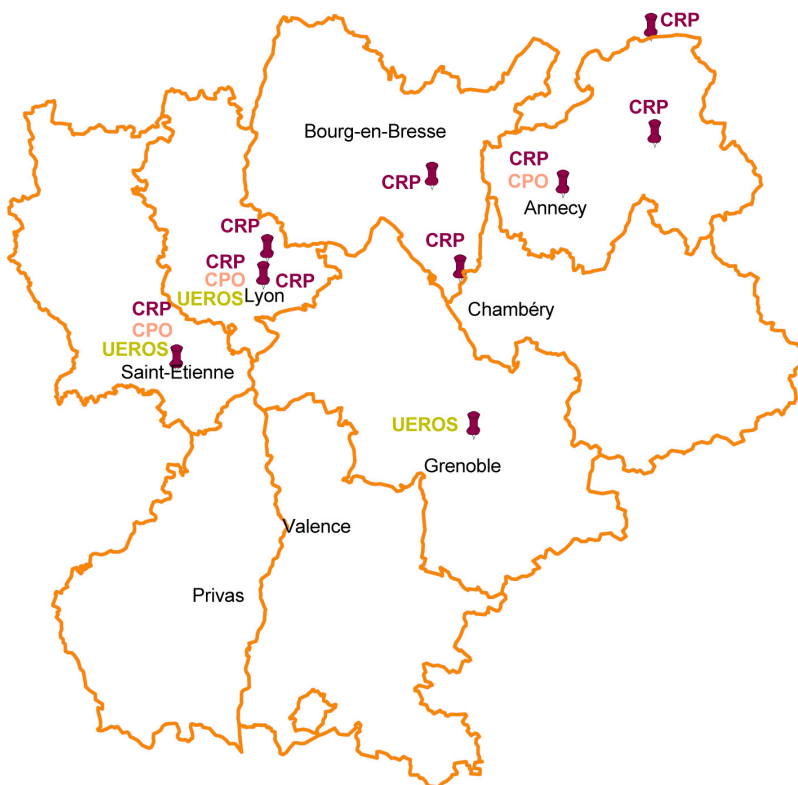 CRP
CRP
Bourg-en-Bresse
CRP
CPO
Annecy
CRP
CRP
CRP
CRP
CPO
CRP
UEROS
Lyon
Chambéry
CRP
CPO
UEROS
Saint-Etienne
UEROS
Grenoble
Valence
Privas